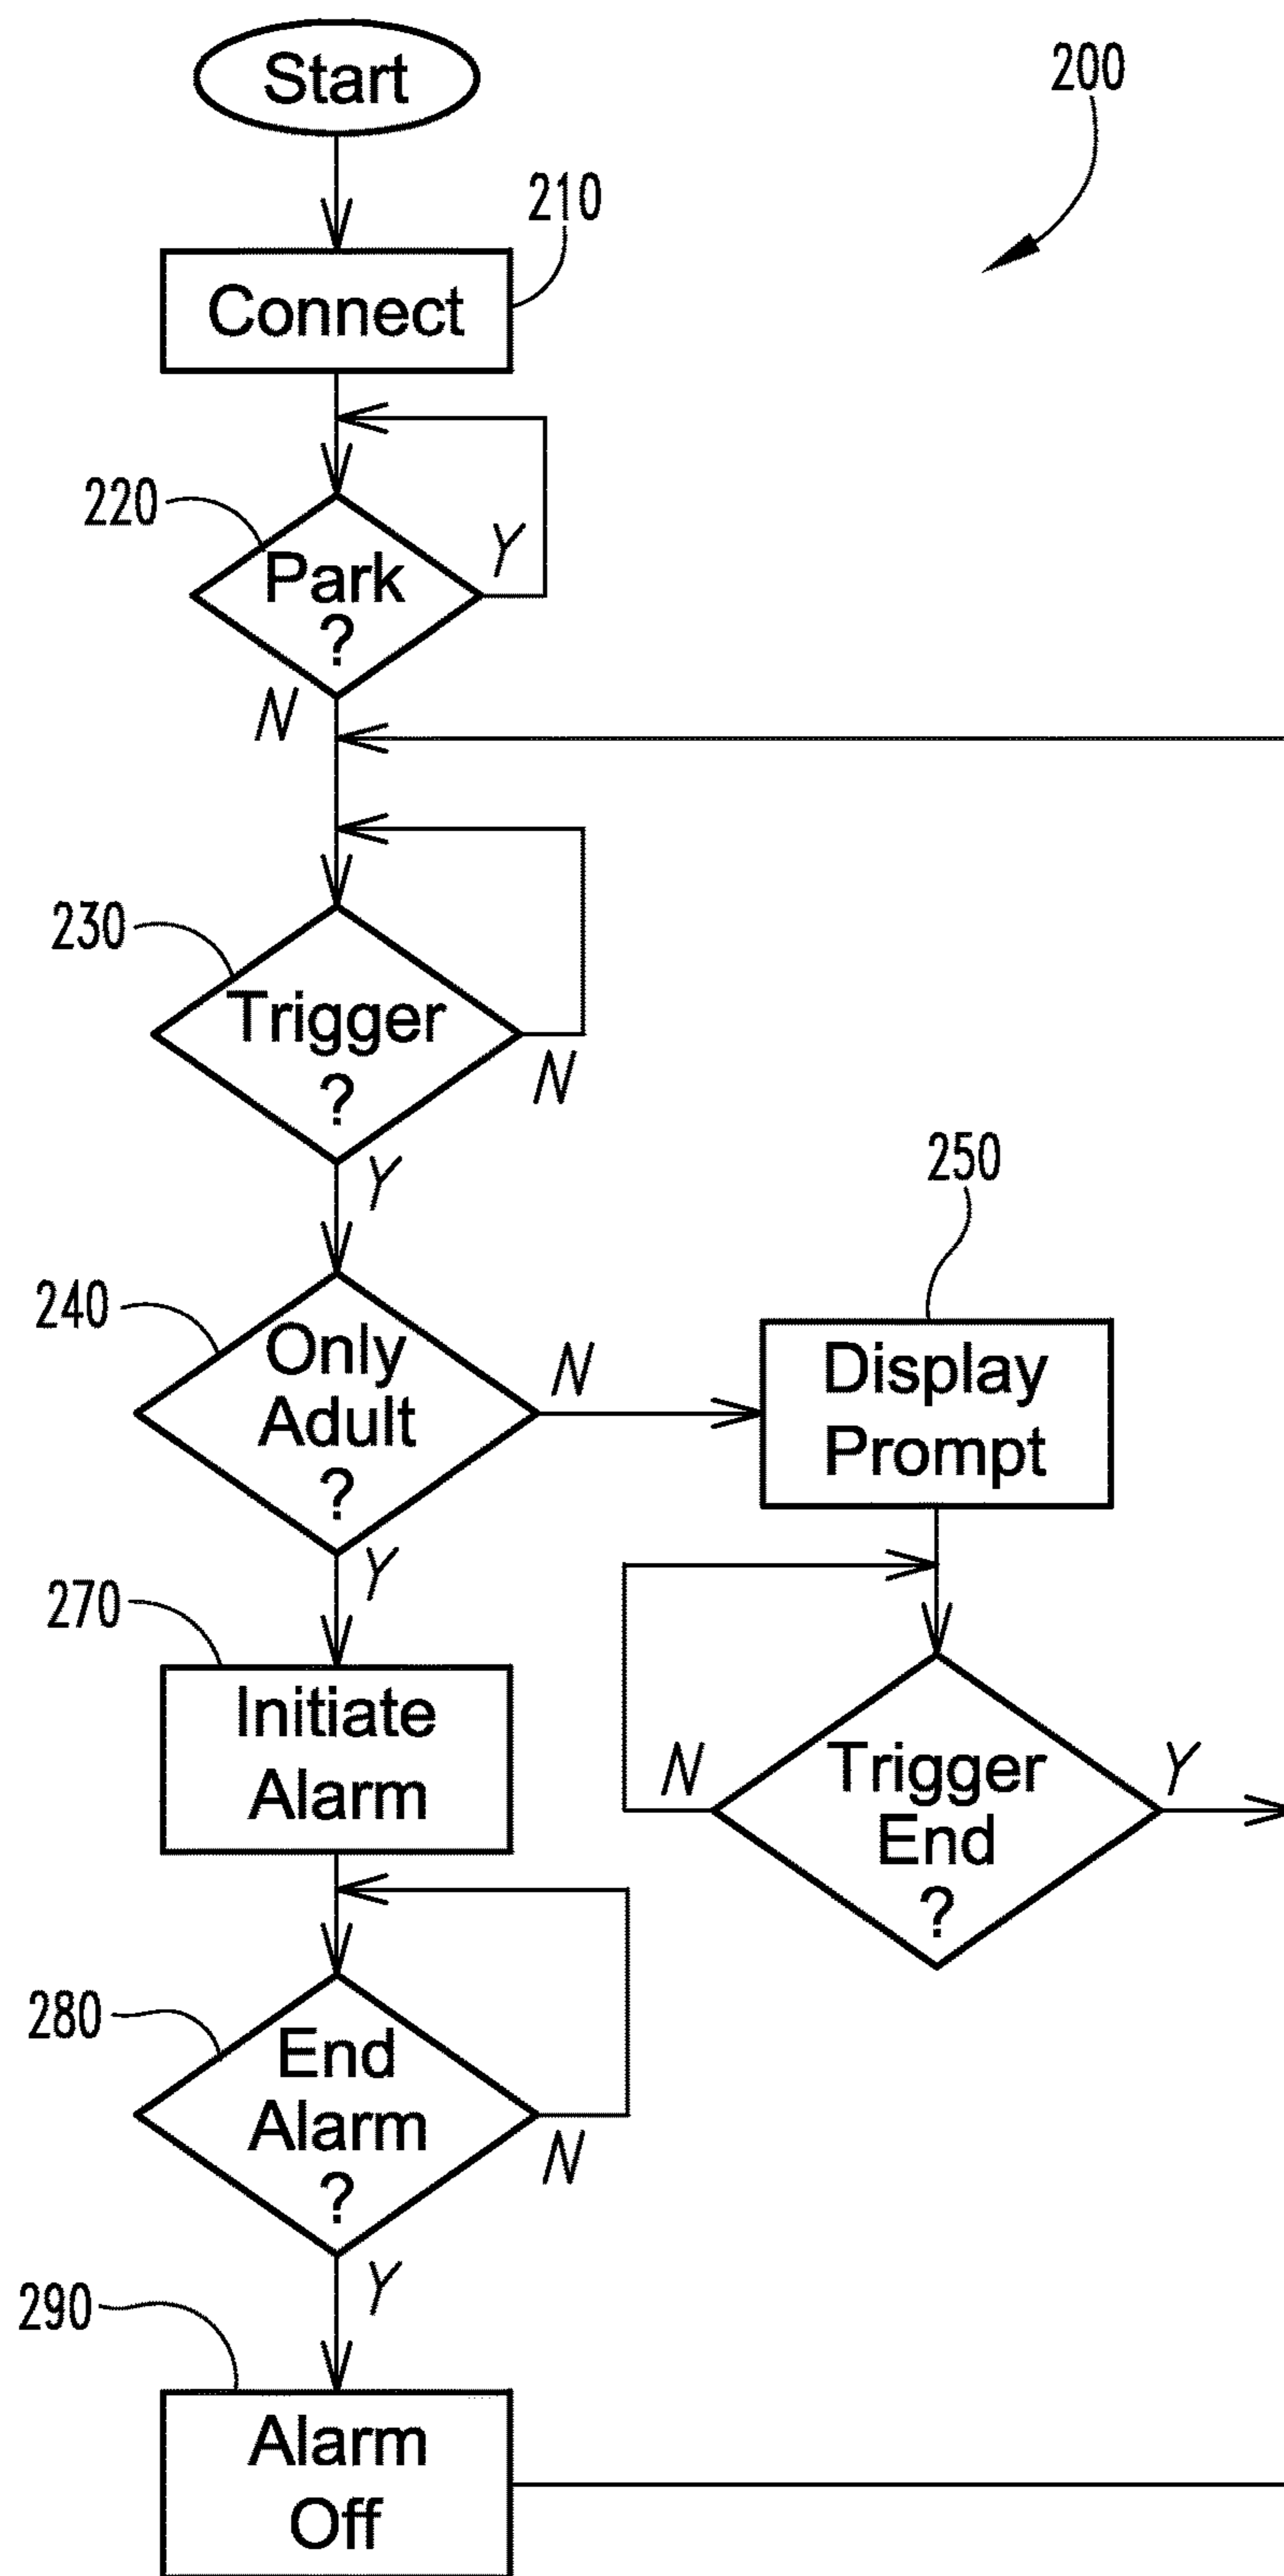 Start
200
210
Connect
220
Park
?
Y
N
230
Trigger
?
N
Y
240
Only
Adult
?
N
Y
250
Display
Prompt
270
Initiate
Alarm
Trigger
End
?
N
Y
280
End
Alarm
?
N
Y
290
Alarm
Off